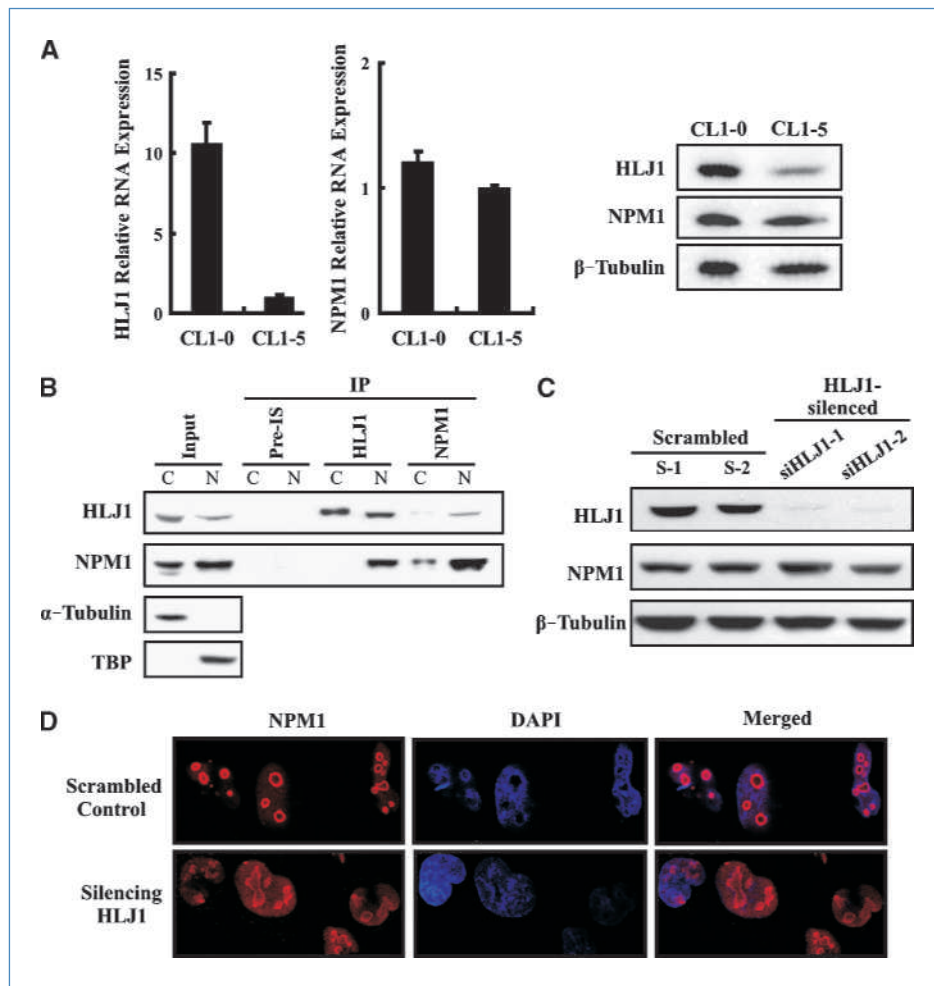 A
HLJ1 Relative RNA Expression
15
10
5
0
CL1-0 CL1-5
NPM1 Relative RNA Expression
2
1
0
CL1-0 CL1-5
CL1-0 CL1-5
HLJ1
NPM1
β-Tubulin
B
IP
Input
Pre-IS
HLJ1
NPM1
C N C N C N C N
HLJ1
NPM1
α-Tubulin
TBP
C
HLJ1-
silenced
Scrambled
S-1 S-2 siHLJ1-1 siHLJ1-2
HLJ1
NPM1
β-Tubulin
D
NPM1 DAPI Merged
Scrambled
Control
Silencing
HLJ1